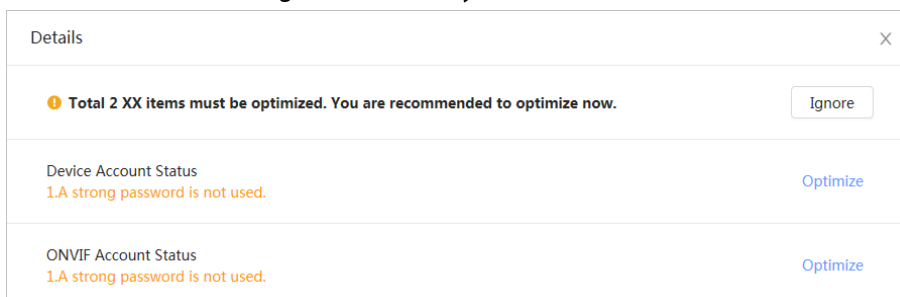 Details
Total 2 XX items must be optimized. You are recommended to optimize now.
Ignore
Device Account Status
1.A strong password is not used.
Optimize
ONVIF Account Status
1.A strong password is not used.
Optimize